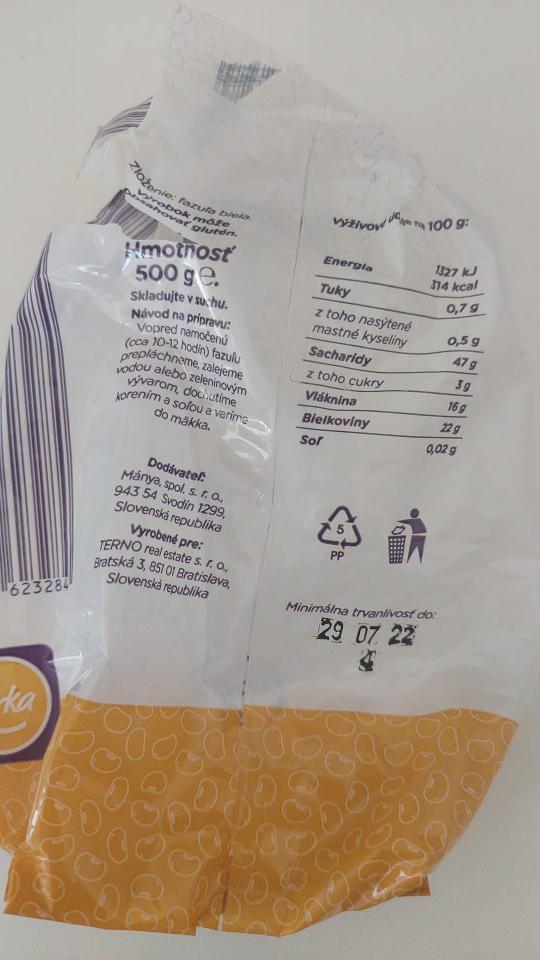 Zloženie: fazuľa biela.
Výrobok môže
obsahovať glutén.
Hmotnosť
500 g ℮.
Skladujte v suchu.
Návod na prípravu:
Vopred namočenú
(cca 10-12 hodín) fazuľu
prepláchneme, zalejeme
vodou alebo zeleninovým
vývarom, dochutíme
korením a soľou a varíme
do mäkka.
Dodávateľ:
Mánya, spol. s. r. o.,
943 54 Svodín 1299,
Slovenská republika
Vyrobené pre:
TERNO real estate s. r. o.,
Bratská 3, 851 01 Bratislava,
Slovenská republika
623284
ka
na 100 g:
Energia 1327 kJ
314 kcal
Tuky 0,7 g
z toho nasýtené
mastné kyseliny 0,5 g
Sacharidy 47 g
z toho cukry 3 g
Vláknina 16 g
Bielkoviny 22 g
Soľ 0,02 g
5
PP
Minimálna trvanlivosť do:
29 07 22
4